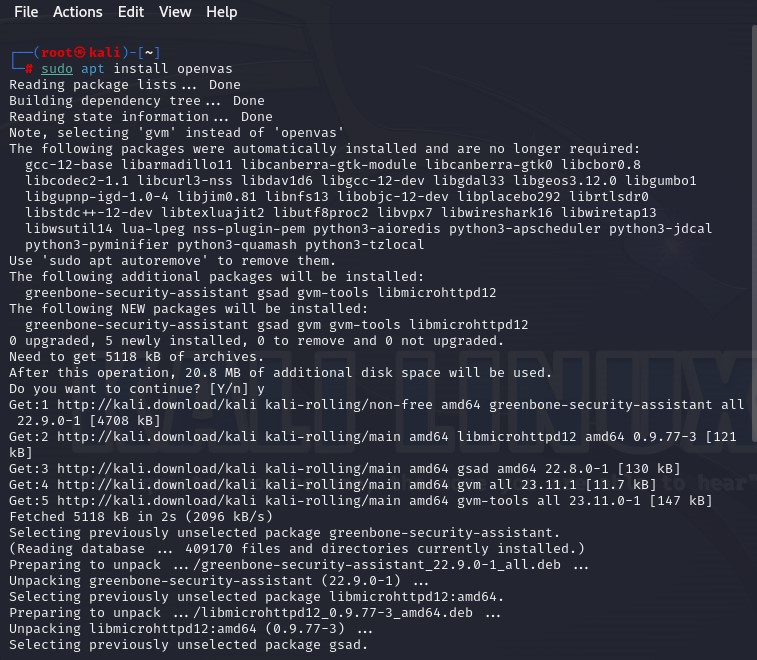 File Actions Edit View Help
┌──(root㉿kali)-[~]
└─# sudo apt install openvas
Reading package lists... Done
Building dependency tree... Done
Reading state information... Done
Note, selecting 'gvm' instead of 'openvas'
The following packages were automatically installed and are no longer required:
  gcc-12-base libarmadillo11 libcanberra-gtk-module libcanberra-gtk0 libcbor0.8
  libcodec2-1.1 libcurl3-nss libdav1d6 libgcc-12-dev libgdal33 libgeos3.12.0 libgumbo1
  libgupnp-igd-1.0-4 libjim0.81 libnfs13 libobjc-12-dev libplacebo292 librtlsdr0
  libstdc++-12-dev libtexluajit2 libutf8proc2 libvpx7 libwireshark16 libwiretap13
  libwsutil14 lua-lpeg nss-plugin-pem python3-aioredis python3-apscheduler python3-jdcal
  python3-pyminifier python3-quamash python3-tzlocal
Use 'sudo apt autoremove' to remove them.
The following additional packages will be installed:
  greenbone-security-assistant gsad gvm-tools libmicrohttpd12
The following NEW packages will be installed:
  greenbone-security-assistant gsad gvm gvm-tools libmicrohttpd12
0 upgraded, 5 newly installed, 0 to remove and 0 not upgraded.
Need to get 5118 kB of archives.
After this operation, 20.8 MB of additional disk space will be used.
Do you want to continue? [Y/n] y
Get:1 http://kali.download/kali kali-rolling/non-free amd64 greenbone-security-assistant all
 22.9.0-1 [4708 kB]
Get:2 http://kali.download/kali kali-rolling/main amd64 libmicrohttpd12 amd64 0.9.77-3 [121
kB]
Get:3 http://kali.download/kali kali-rolling/main amd64 gsad amd64 22.8.0-1 [130 kB]
Get:4 http://kali.download/kali kali-rolling/main amd64 gvm all 23.11.1 [11.7 kB]
Get:5 http://kali.download/kali kali-rolling/main amd64 gvm-tools all 23.11.0-1 [147 kB]
Fetched 5118 kB in 2s (2096 kB/s)
Selecting previously unselected package greenbone-security-assistant.
(Reading database ... 409170 files and directories currently installed.)
Preparing to unpack .../greenbone-security-assistant_22.9.0-1_all.deb ...
Unpacking greenbone-security-assistant (22.9.0-1) ...
Selecting previously unselected package libmicrohttpd12:amd64.
Preparing to unpack .../libmicrohttpd12_0.9.77-3_amd64.deb ...
Unpacking libmicrohttpd12:amd64 (0.9.77-3) ...
Selecting previously unselected package gsad.
KALI LINUX
to hear"